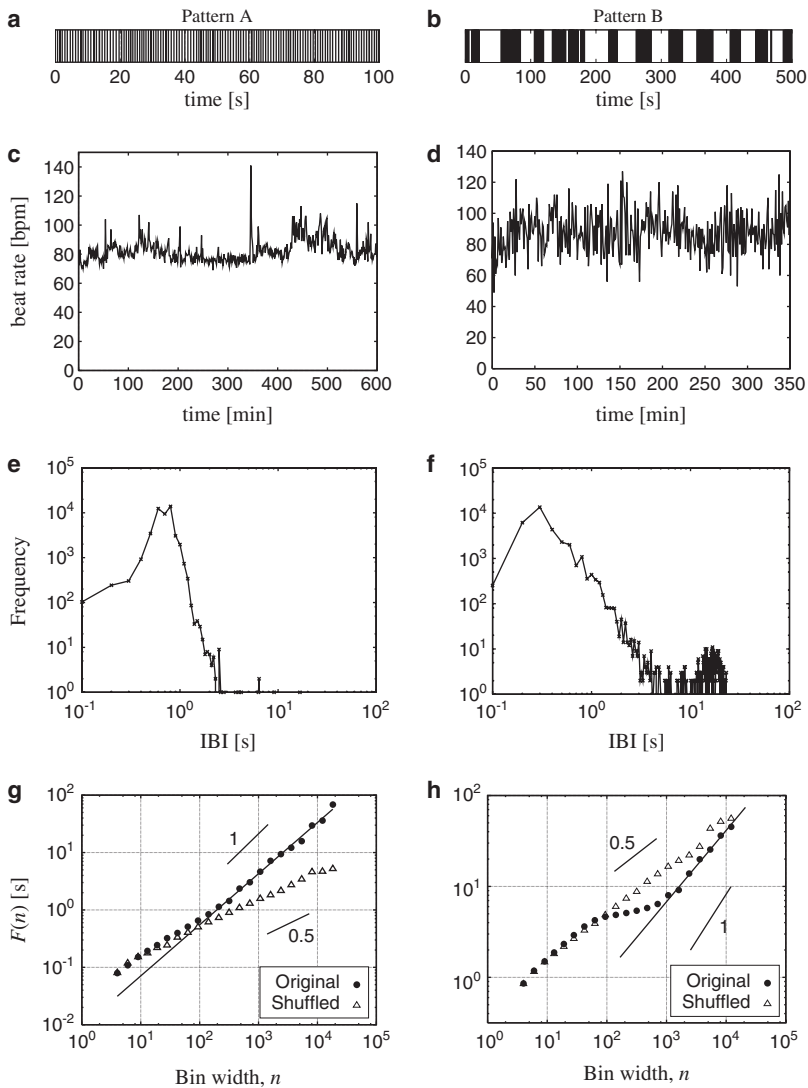 a
Pattern A
0 20 40 60 80 100
time [s]
b
Pattern B
0 100 200 300 400 500
time [s]
c
beat rate [bpm]
140
120
100
80
60
40
20
0
0 100 200 300 400 500 600
time [min]
d
140
120
100
80
60
40
20
0
0 50 100 150 200 250 300 350
time [min]
e
Frequency
10^5
10^4
10^3
10^2
10^1
10^0
10^-1 10^0 10^1 10^2
IBI [s]
f
10^5
10^4
10^3
10^2
10^1
10^0
10^-1 10^0 10^1 10^2
IBI [s]
g
F(n) [s]
10^2
10^1
10^0
10^-1
10^-2
1
0.5
Original
Shuffled
10^0 10^1 10^2 10^3 10^4 10^5
Bin width, n
h
10^2
10^1
10^0
0.5
1
Original
Shuffled
10^0 10^1 10^2 10^3 10^4 10^5
Bin width, n